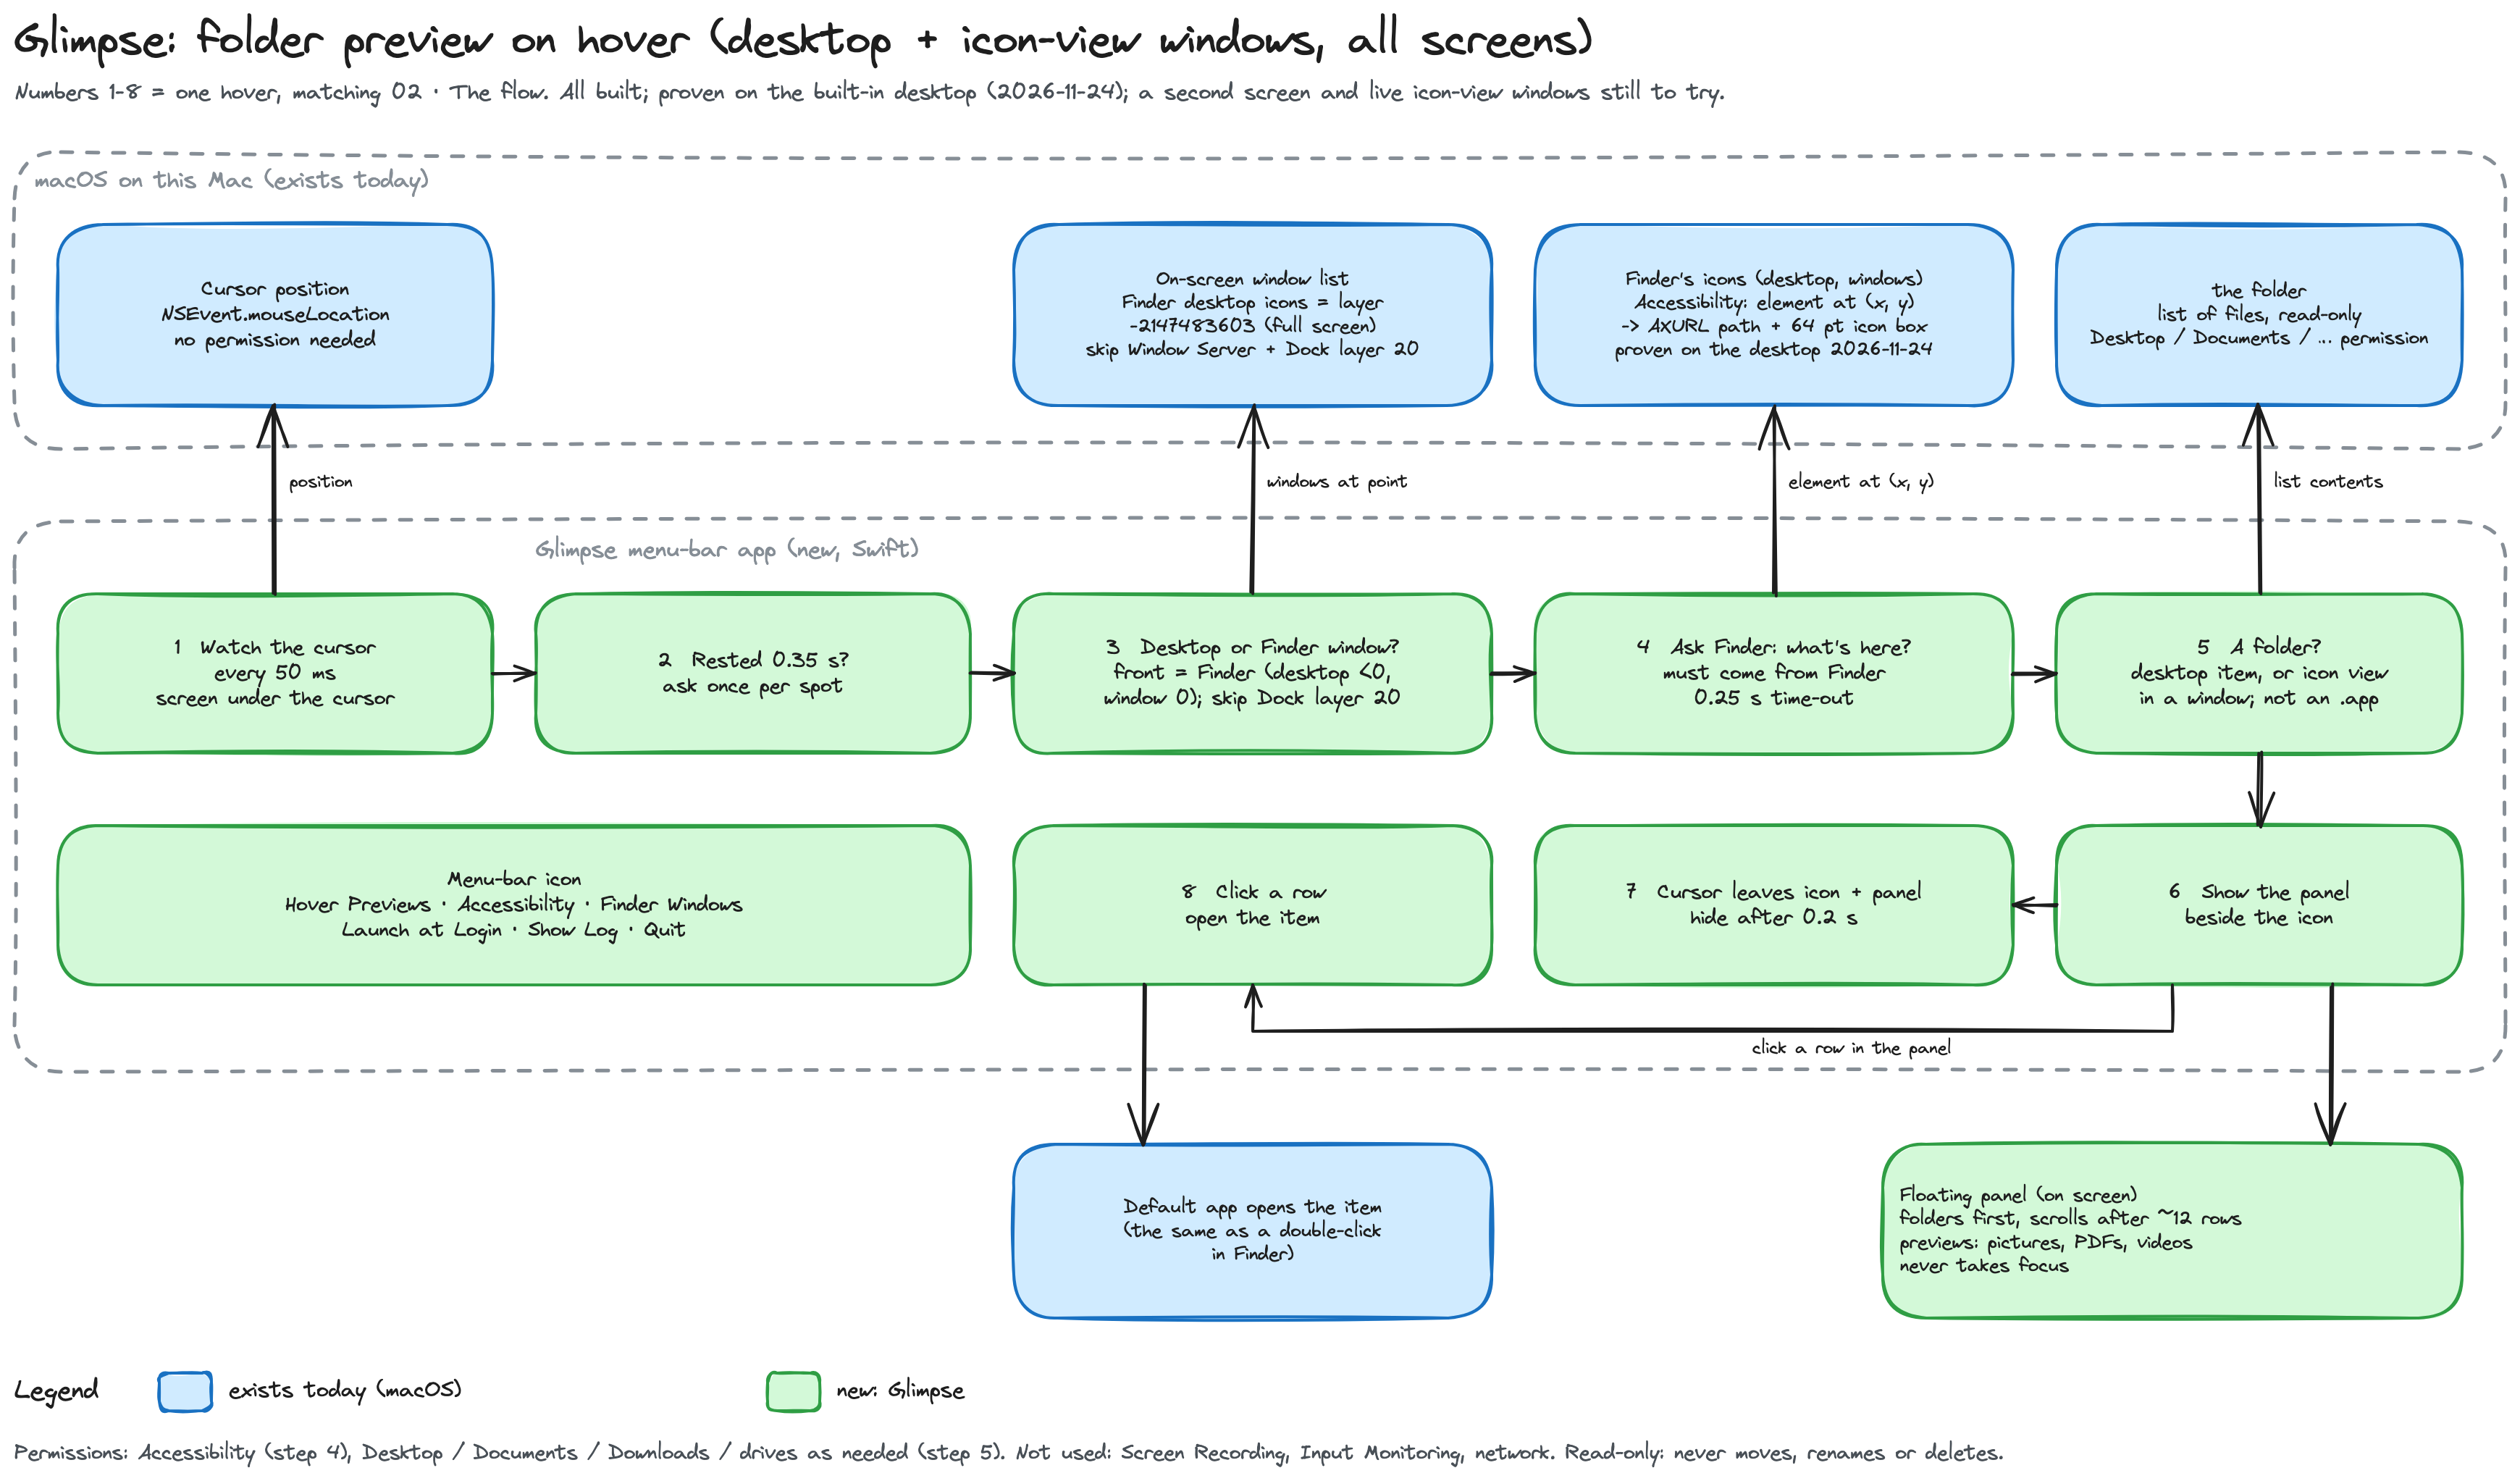 Glimpse: folder preview on hover (desktop + icon-view windows, all screens)
Numbers 1-8 = one hover, matching 02 · The flow. All built; proven on the built-in desktop (2026-11-24); a second screen and live icon-view windows still to try.
macOS on this Mac (exists today)
Cursor position
NSEvent.mouseLocation
no permission needed
On-screen window list
Finder desktop icons = layer
-2147483603 (full screen)
skip Window Server + Dock layer 20
Finder's icons (desktop, windows)
Accessibility: element at (x, y)
-> AXURL path + 64 pt icon box
proven on the desktop 2026-11-24
the folder
list of files, read-only
Desktop / Documents / ... permission
position
windows at point
element at (x, y)
list contents
Glimpse menu-bar app (new, Swift)
1 Watch the cursor
every 50 ms
screen under the cursor
2 Rested 0.35 s?
ask once per spot
3 Desktop or Finder window?
front = Finder (desktop <0,
window 0); skip Dock layer 20
4 Ask Finder: what's here?
must come from Finder
0.25 s time-out
5 A folder?
desktop item, or icon view
in a window; not an .app
Menu-bar icon
Hover Previews · Accessibility · Finder Windows
Launch at Login · Show Log · Quit
8 Click a row
open the item
7 Cursor leaves icon + panel
hide after 0.2 s
6 Show the panel
beside the icon
click a row in the panel
Default app opens the item
(the same as a double-click
in Finder)
Floating panel (on screen)
folders first, scrolls after ~12 rows
previews: pictures, PDFs, videos
never takes focus
Legend
exists today (macOS)
new: Glimpse
Permissions: Accessibility (step 4), Desktop / Documents / Downloads / drives as needed (step 5). Not used: Screen Recording, Input Monitoring, network. Read-only: never moves, renames or deletes.